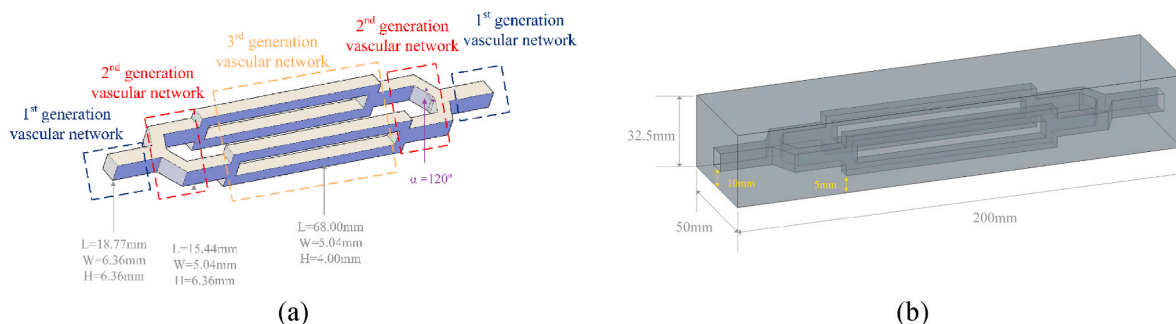 1st generation
vascular network
2nd generation
vascular network
3rd generation
vascular network
2nd generation
vascular network
1st generation
vascular network
α =120°
L=18.77mm
W=6.36mm
H=6.36mm
L=15.44mm
W=5.04mm
H=6.36mm
L=68.00mm
W=5.04mm
H=4.00mm
(a)
32.5mm
10mm
5mm
50mm
200mm
(b)